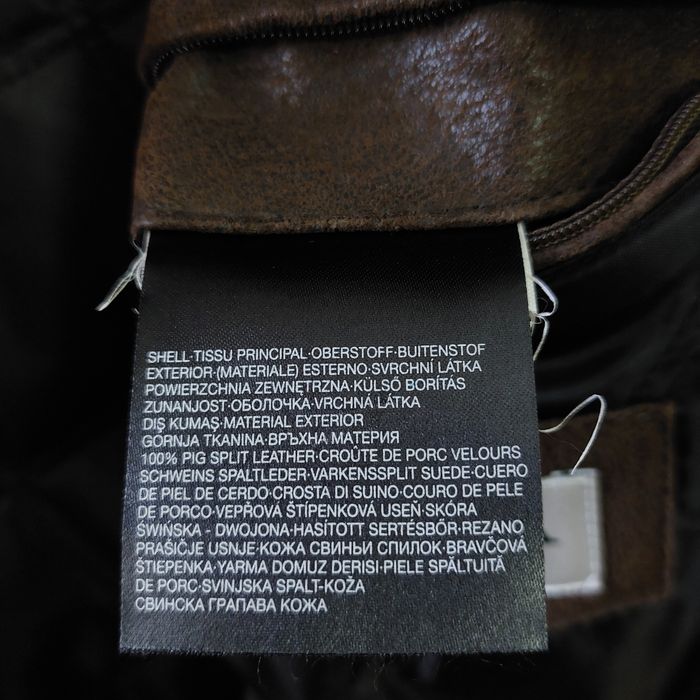 SHELL·TISSU PRINCIPAL·OBERSTOFF·BUITENSTOF
EXTERIOR·(MATERIALE) ESTERNO·SVRCHNÍ LÁTKA
POWIERZCHNIA ZEWNĘTRZNA·KÜLSŐ BORÍTÁS
ZUNANJOST·ОБОЛОЧКА·VRCHNÁ LÁTKA
DIŞ KUMAŞ·MATERIAL EXTERIOR
GORNJA TKANINA·ВРЪХНА МАТЕРИЯ
100% PIG SPLIT LEATHER·CROÛTE DE PORC VELOURS
SCHWEINS SPALTLEDER·VARKENSSPLIT SUEDE·CUERO
DE PIEL DE CERDO·CROSTA DI SUINO·COURO DE PELE
DE PORCO·VEPŘOVÁ ŠTÍPENKOVÁ USEŇ·SKÓRA
ŚWIŃSKA - DWOJONA·HASÍTOTT SERTÉSBŐR·REZANO
PRAŠIČJE USNJE·КОЖА СВИНЬИ СПИЛОК·BRAVČOVÁ
ŠTIEPENKA·YARMA DOMUZ DERISI·PIELE ȘPĂLTUITĂ
DE PORC·SVINJSKA SPALT-KOŽA
СВИНСКА ГРАПАВА КОЖА